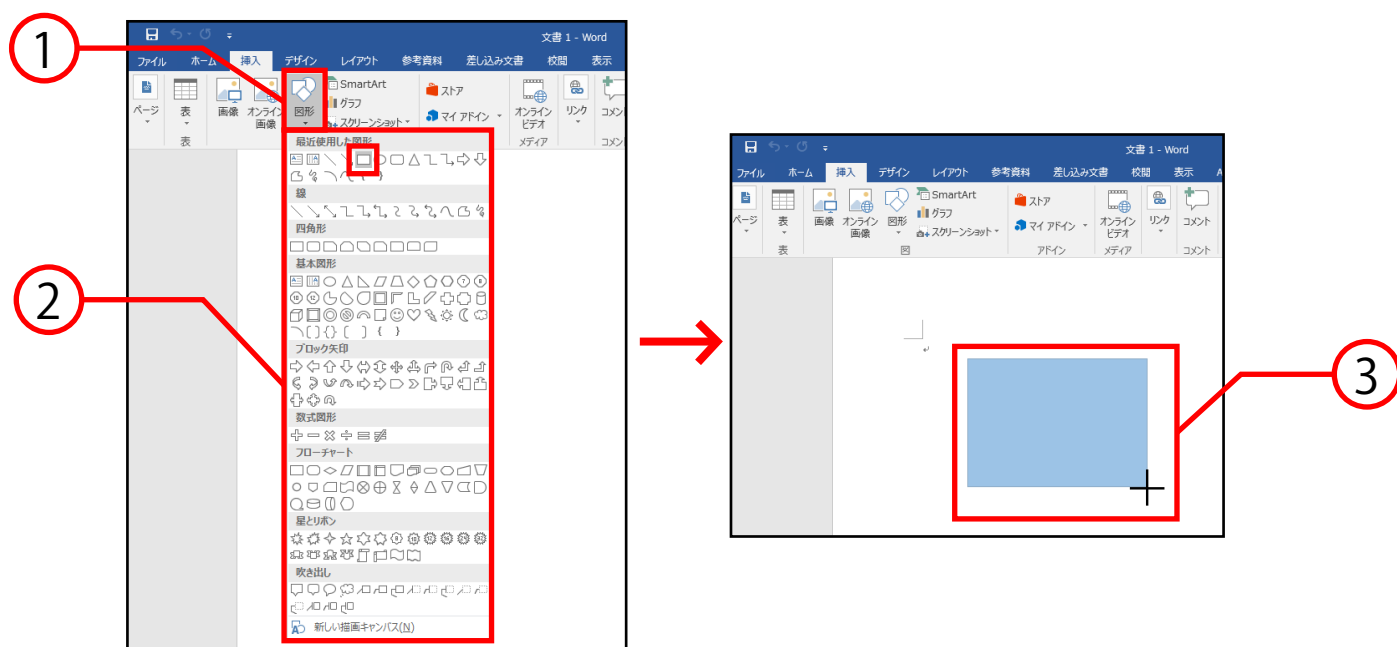 1
文書 1 - Word
ファイル ホーム 挿入 デザイン レイアウト 参考資料 差し込み文書 校閲 表示
ページ 表 画像 オンライン 画像 図形 SmartArt グラフ スクリーンショット ストア マイ アドイン オンライン ビデオ リンク コメン
表 メディア コメン
最近使用した図形
線
四角形
基本図形
2
ブロック矢印
数式図形
フローチャート
星とリボン
吹き出し
新しい描画キャンバス(N)
文書 1 - Word
ファイル ホーム 挿入 デザイン レイアウト 参考資料 差し込み文書 校閲 表示
ページ 表 画像 オンライン 画像 図形 SmartArt グラフ スクリーンショット ストア マイ アドイン オンライン ビデオ リンク コメント
表 図 アドイン メディア コメント
3